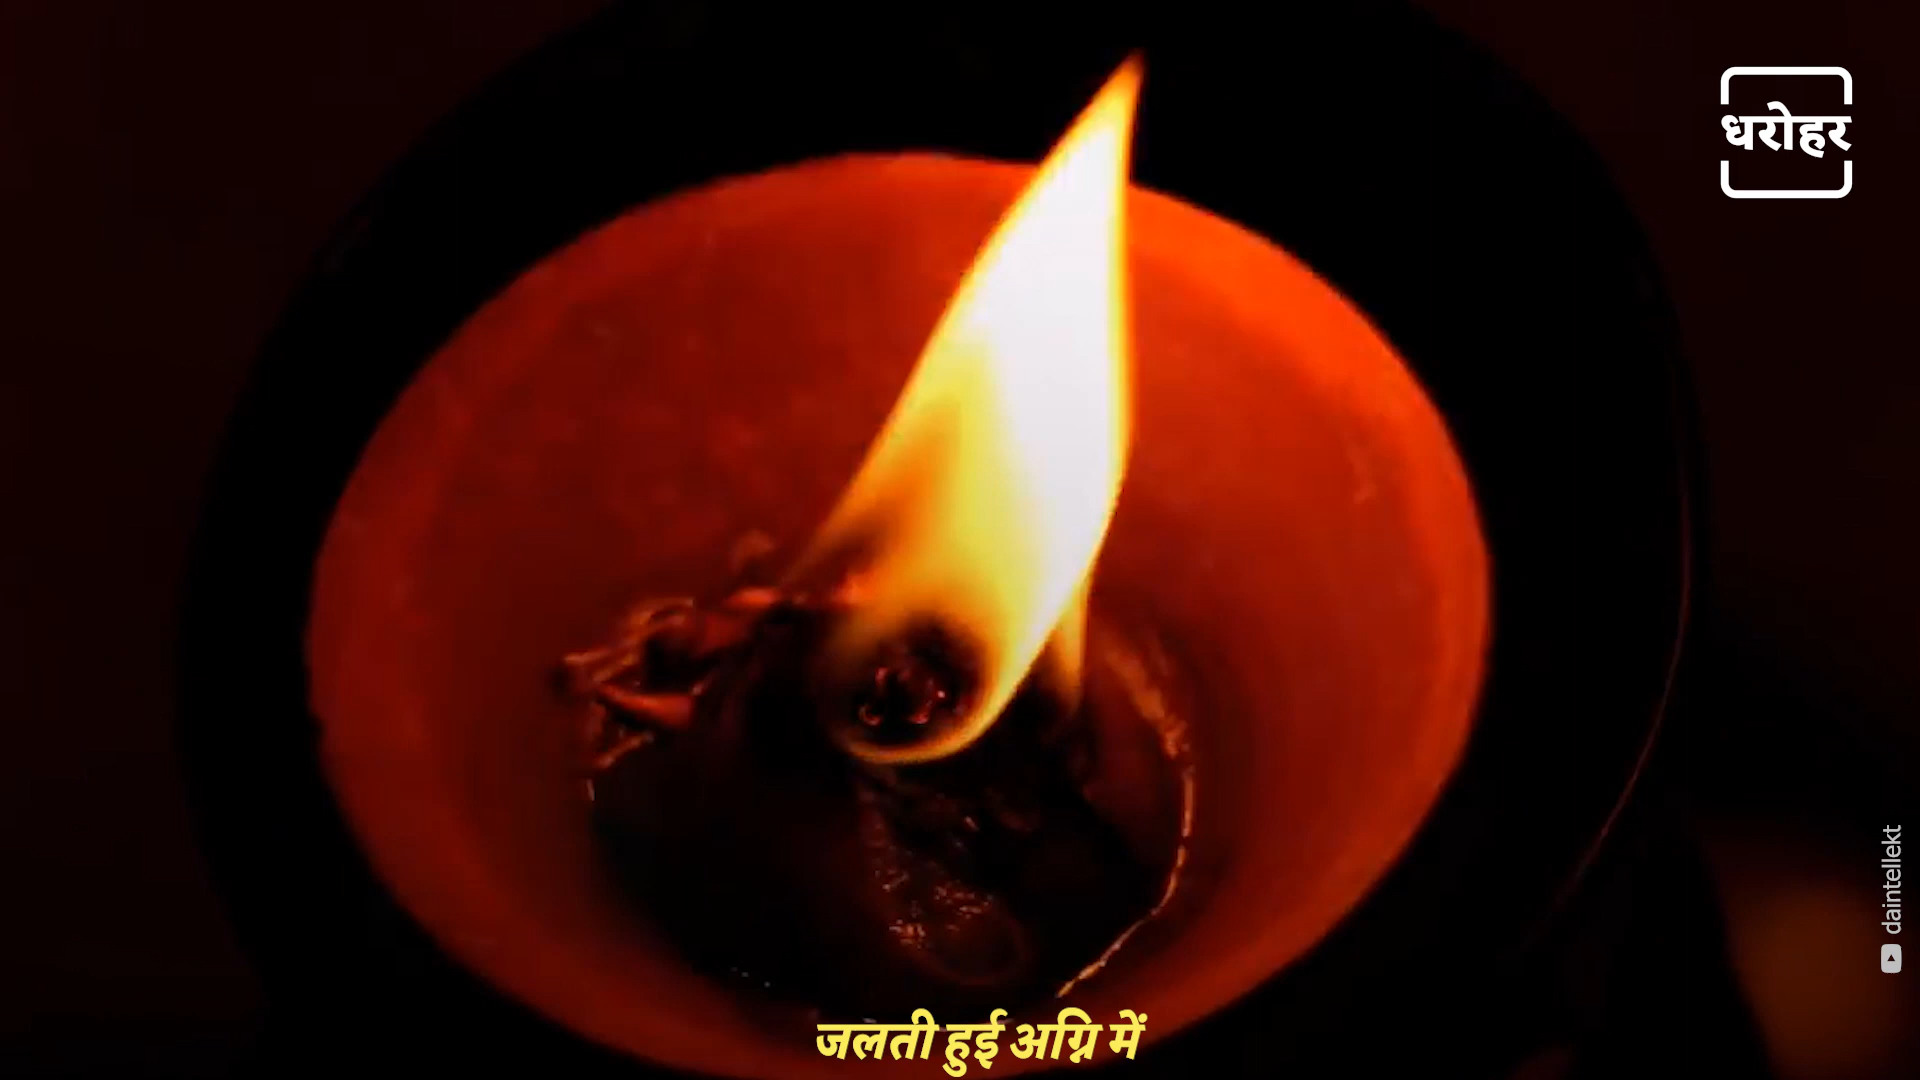 धरोहर
daintellekt
जलती हुई अग्नि में